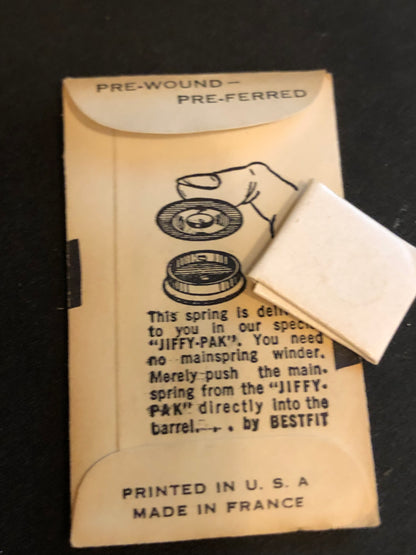 PRE-WOUND —
PRE-FERRED
This spring is
to you in our
"JIFFY-PAK". You need
no mainspring winder.
Merely push the main-
spring from the "JIFFY-
PAK" directly into the
barrel. . . by BESTFIT
PRINTED IN U. S. A
MADE IN FRANCE